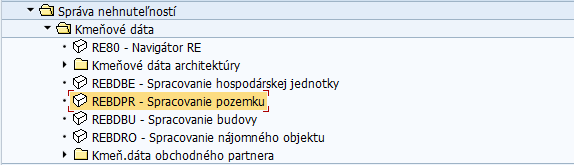 Správa nehnuteľností
Kmeňové dáta
RE80 - Navigátor RE
Kmeňové dáta architektúry
REBDBE - Spracovanie hospodárskej jednotky
REBDPR - Spracovanie pozemku
REBDBU - Spracovanie budovy
REBDRO - Spracovanie nájomného objektu
Kmeň.dáta obchodného partnera